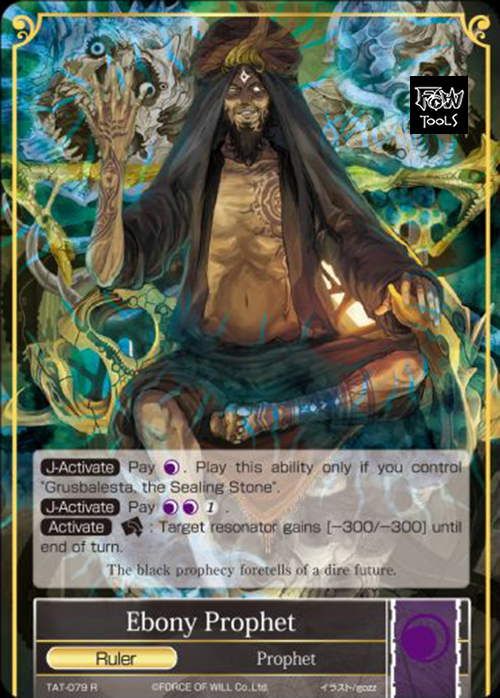 FOW
TOOLS
J-Activate Pay . Play this ability only if you control
"Grusbalesta, the Sealing Stone".
J-Activate Pay 1 .
Activate : Target resonator gains [-300/-300] until
end of turn.
The black prophecy foretells of a dire future.
Ebony Prophet
Ruler Prophet
TAT-079 R ©FORCE OF WILL Co.,Ltd. イラスト/gozz